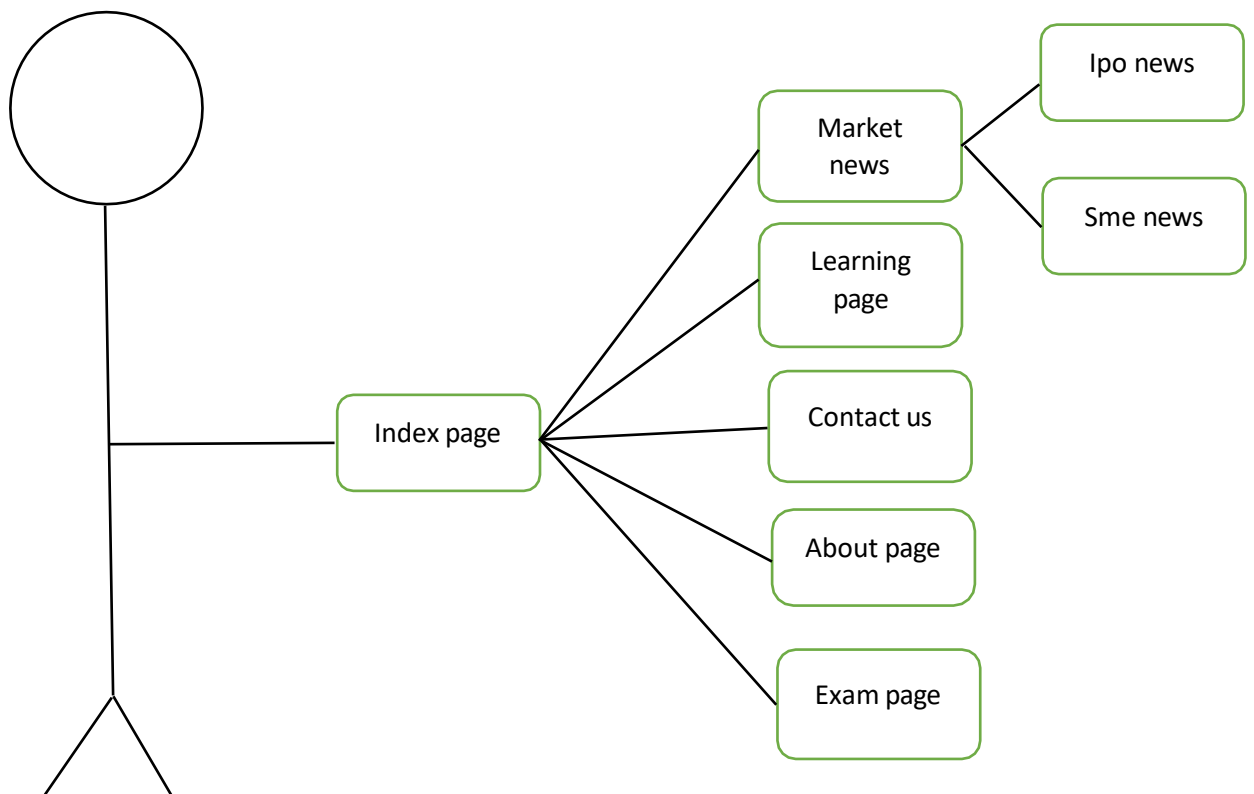 Ipo news
Market
news
Sme news
Learning
page
Index page
Contact us
About page
Exam page